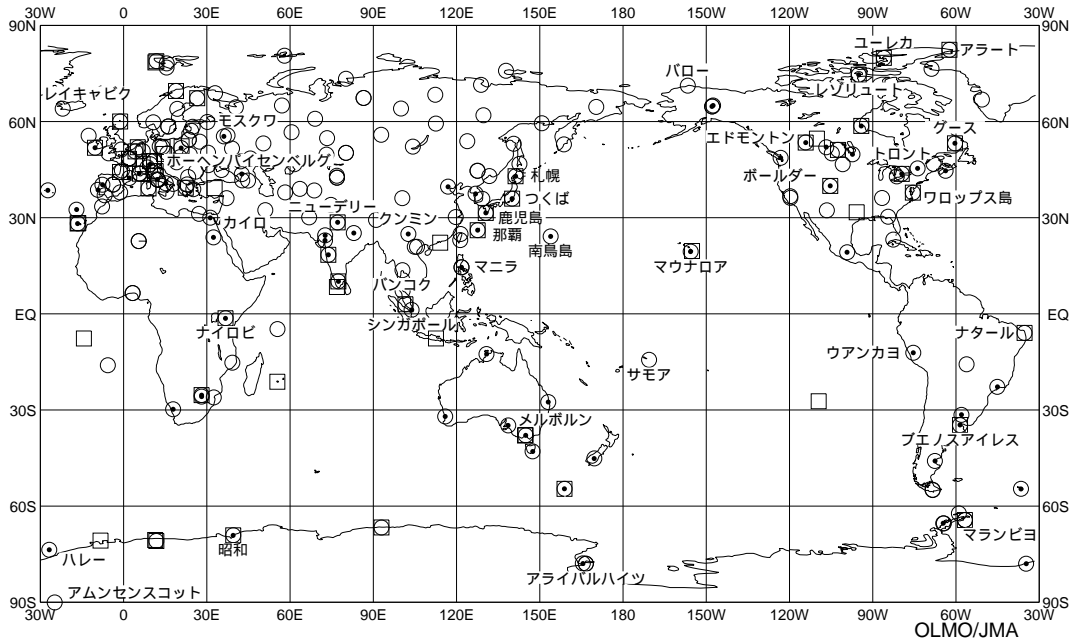 30W 0 30E 60E 90E 120E 150E 180 150W 120W 90W 60W 30W
90N 90N
ユーレカ
アラート
バロー
レイキャビク
レゾリュート
60N 60N
モスクワ
グース
エドモントン
トロント
ホーヘンパイセンベルグ
札幌
ボールダー
つくば
ワロップス島
ニューデリー
クンミン
鹿児島
30N 30N
カイロ
那覇
南鳥島
マニラ
マウナロア
バンコク
EQ EQ
シンガポール
ナイロビ
ナタール
ウアンカヨ
サモア
30S 30S
メルボルン
ブエノスアイレス
60S 60S
マランビヨ
昭和
ハレー
アライバルハイツ
アムンセンスコット
90S 90S
30W 0 30E 60E 90E 120E 150E 180 150W 120W 90W 60W 30W
OLMO/JMA